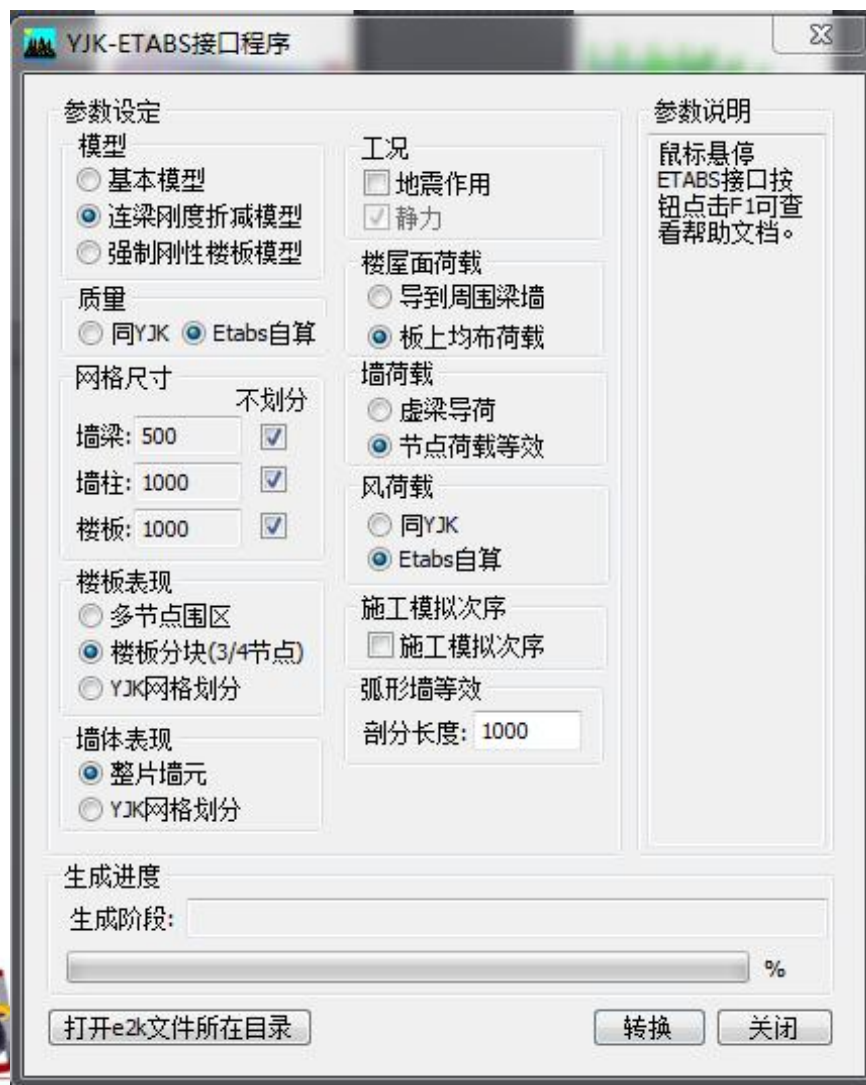 YJK-ETABS接口程序
参数设定
模型
基本模型
连梁刚度折减模型
强制刚性楼板模型
质量
同YJK
Etabs自算
网格尺寸
不划分
墙梁: 500
墙柱: 1000
楼板: 1000
楼板表现
多节点围区
楼板分块(3/4节点)
YJK网格划分
墙体表现
整片墙元
YJK网格划分
工况
地震作用
静力
楼屋面荷载
导到周围梁墙
板上均布荷载
墙荷载
虚梁导荷
节点荷载等效
风荷载
同YJK
Etabs自算
施工模拟次序
施工模拟次序
弧形墙等效
剖分长度: 1000
参数说明
鼠标悬停
ETABS接口按
钮点击F1可查
看帮助文档。
生成进度
生成阶段:
%
打开e2k文件所在目录
转换
关闭